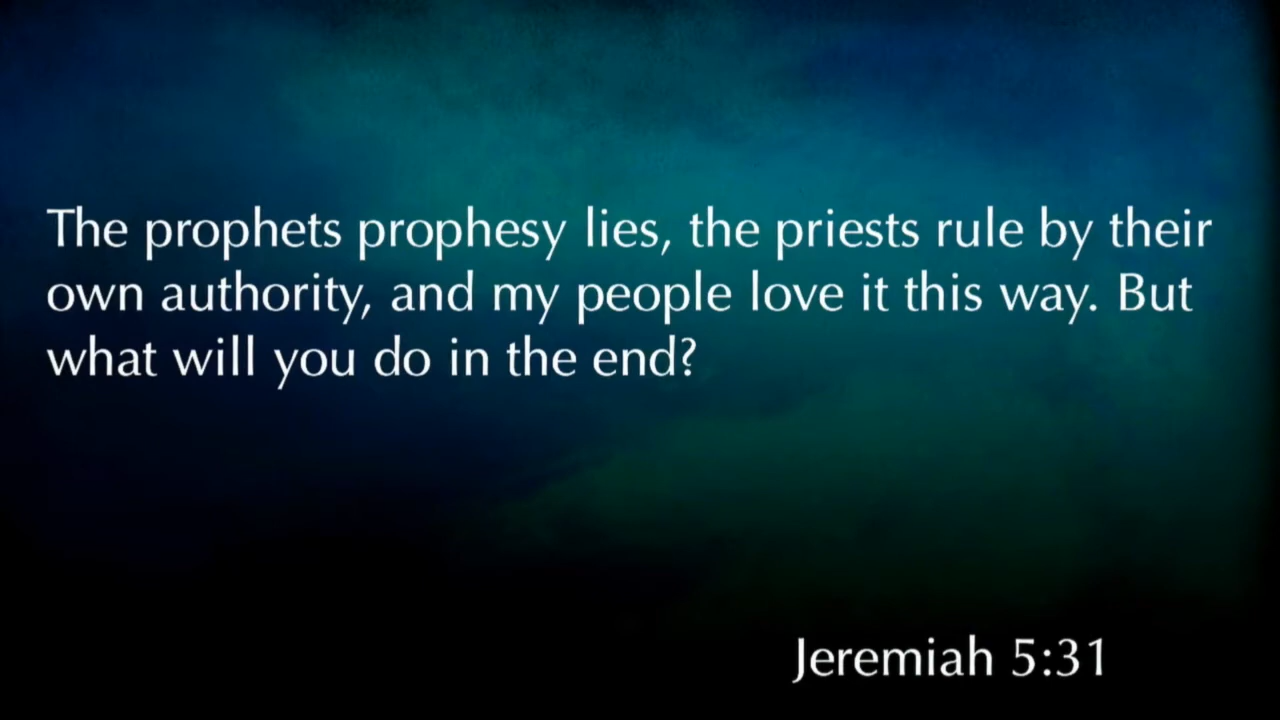 The prophets prophesy lies, the priests rule by their
own authority, and my people love it this way. But
what will you do in the end?
Jeremiah 5:31